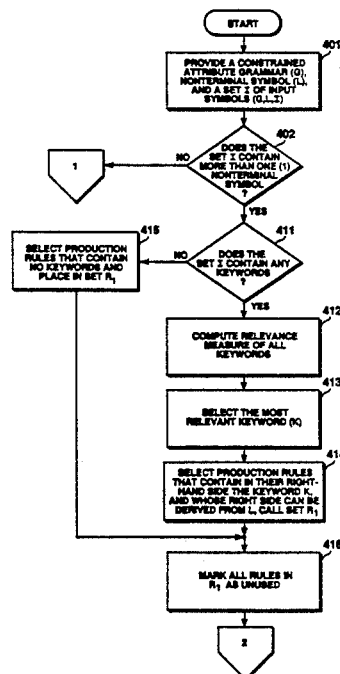 START
401
PROVIDE A CONSTRAINED
ATTRIBUTE GRAMMAR (G),
NONTERMINAL SYMBOL (L),
AND A SET I OF INPUT
SYMBOLS (G,L,I)
402
DOES THE
SET I CONTAIN
MORE THAN ONE (1)
NONTERMINAL
SYMBOL
?
NO
1
YES
411
DOES THE
SET I CONTAIN ANY
KEYWORDS
?
NO
415
SELECT PRODUCTION
RULES THAT CONTAIN
NO KEYWORDS AND
PLACE IN SET R1
YES
412
COMPUTE RELEVANCE
MEASURE OF ALL
KEYWORDS
413
SELECT THE MOST
RELEVANT KEYWORD (K)
414
SELECT PRODUCTION RULES
THAT CONTAIN IN THEIR RIGHT-
HAND SIDE THE KEYWORD K,
AND WHOSE RIGHT SIDE CAN BE
DERIVED FROM L, CALL SET R1
416
MARK ALL RULES IN
R1 AS UNUSED
2